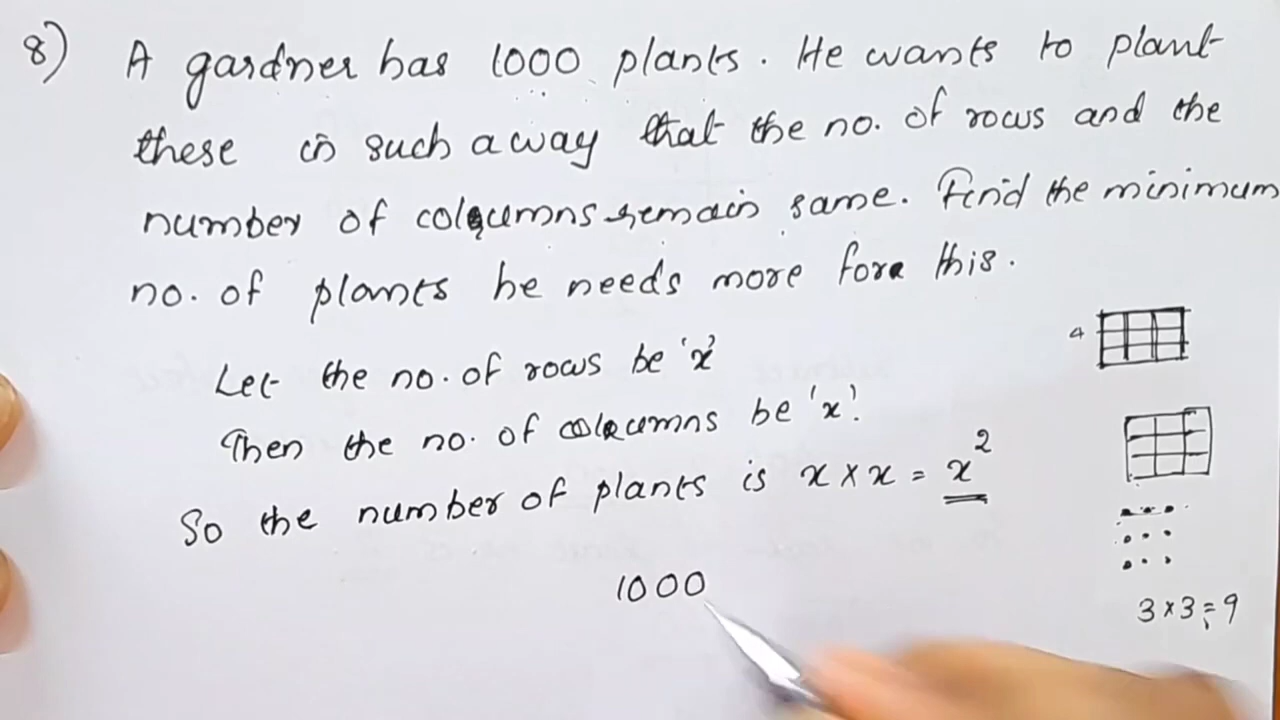 8) A gardner has 1000 plants. He wants to plant
these in such a way that the no. of rows and the
number of columns remain same. Find the minimum
no. of plants he needs more for this.
4
Let the no. of rows be 'x'
Then the no. of columns be 'x'.
So the number of plants is x × x = x²
1000
3 × 3 = 9